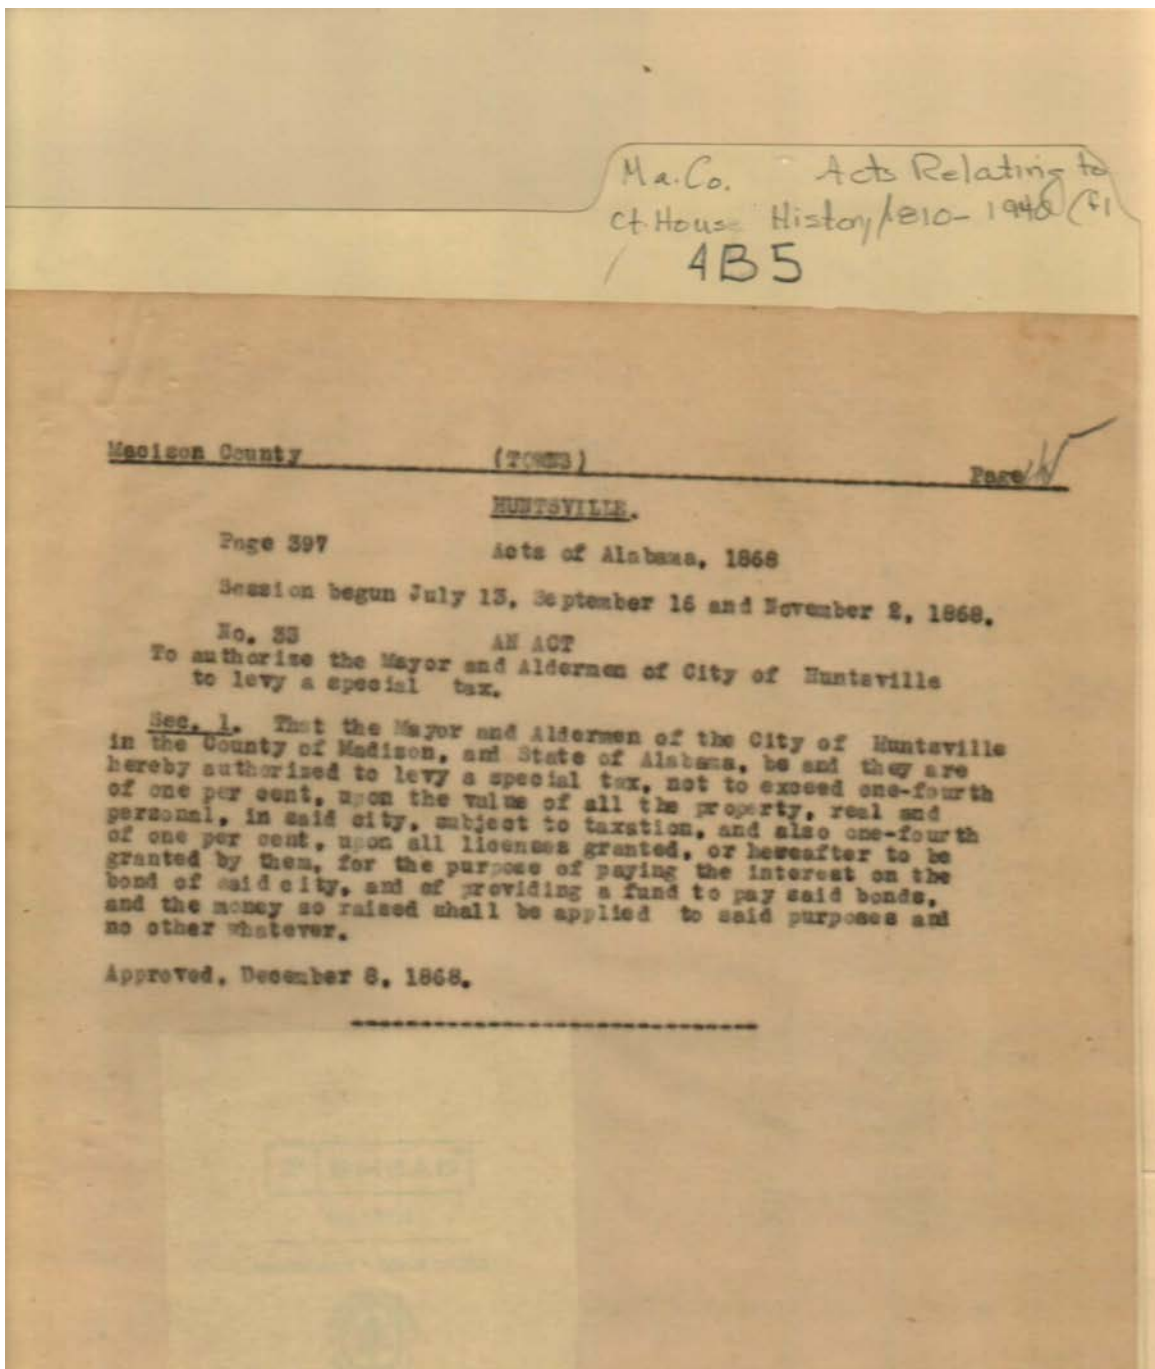 Ma.Co. Acts Relating to
Ct.House History/1810-1940 (f1
4B5
Madison County (TOWNS) Page
HUNTSVILLE.
Page 397 Acts of Alabama, 1868
Session begun July 13, September 16 and November 2, 1868.
No. 33 AN ACT
To authorize the Mayor and Aldermen of City of Huntsville
to levy a special tax.
Sec. 1. That the Mayor and Aldermen of the City of Huntsville
in the County of Madison, and State of Alabama, be and they are
hereby authorized to levy a special tax, not to exceed one-fourth
of one per cent, upon the value of all the property, real and
personal, in said city, subject to taxation, and also one-fourth
of one per cent, upon all licenses granted, or hereafter to be
granted by them, for the purpose of paying the interest on the
bond of said city, and of providing a fund to pay said bonds,
and the money so raised shall be applied to said purposes and
no other whatever.
Approved, December 8, 1868.